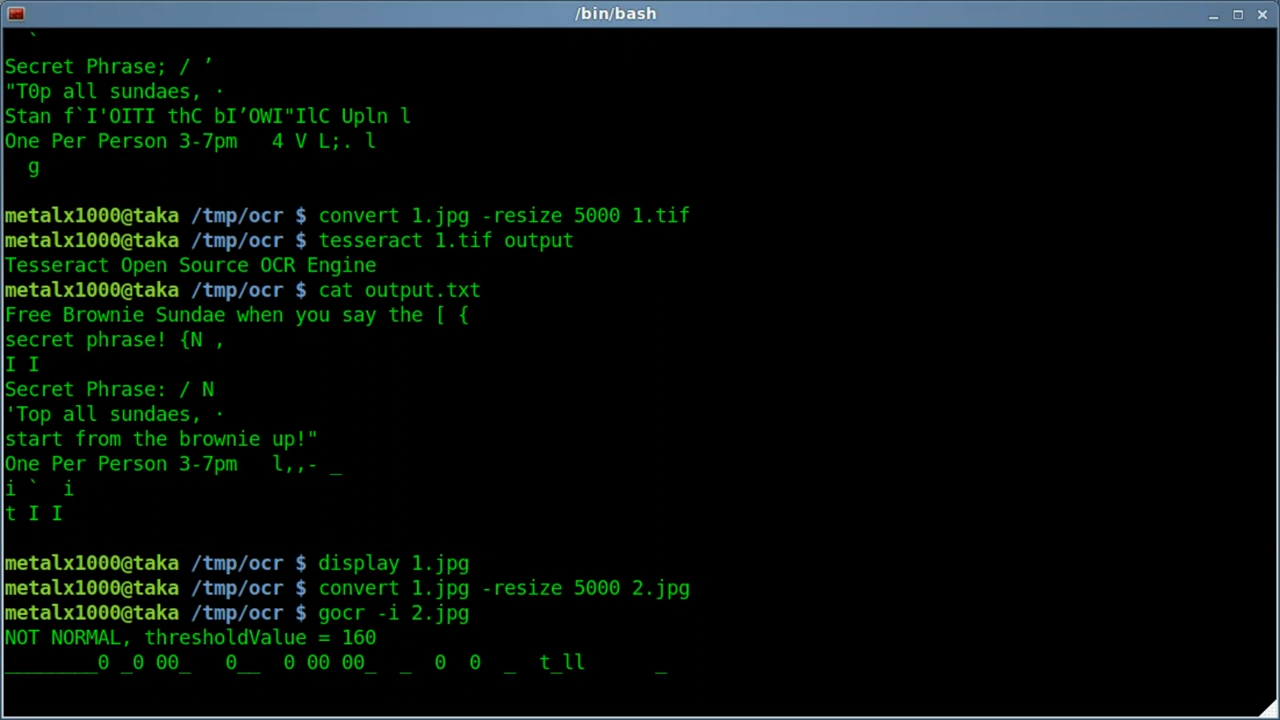 /bin/bash
`
Secret Phrase; / ’
"T0p all sundaes, ·
Stan f`I'OITI thC bI’OWI"IlC Upln l
One Per Person 3-7pm   4 V L;. l
g
metalx1000@taka /tmp/ocr $ convert 1.jpg -resize 5000 1.tif
metalx1000@taka /tmp/ocr $ tesseract 1.tif output
Tesseract Open Source OCR Engine
metalx1000@taka /tmp/ocr $ cat output.txt
Free Brownie Sundae when you say the [ {
secret phrase! {N ,
I I
Secret Phrase: / N
'Top all sundaes, ·
start from the brownie up!"
One Per Person 3-7pm   l,,- _
i `  i
t I I
metalx1000@taka /tmp/ocr $ display 1.jpg
metalx1000@taka /tmp/ocr $ convert 1.jpg -resize 5000 2.jpg
metalx1000@taka /tmp/ocr $ gocr -i 2.jpg
NOT NORMAL, thresholdValue = 160
________0 _0 00_   0__  0 00 00_  _  0  0  _  t_ll      _